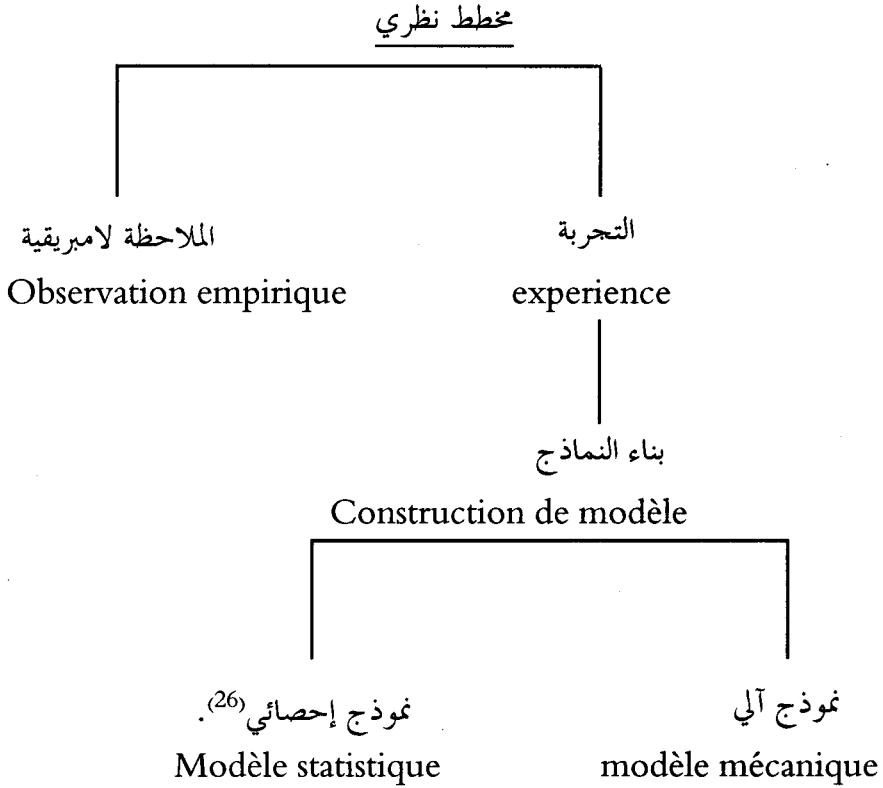 مخطط نظري
التجربة
experience
الملاحظة لامبريقية
Observation empirique
بناء النماذج
Construction de modèle
نموذج آلي
modèle mécanique
نموذج إحصائي(26).
Modèle statistique